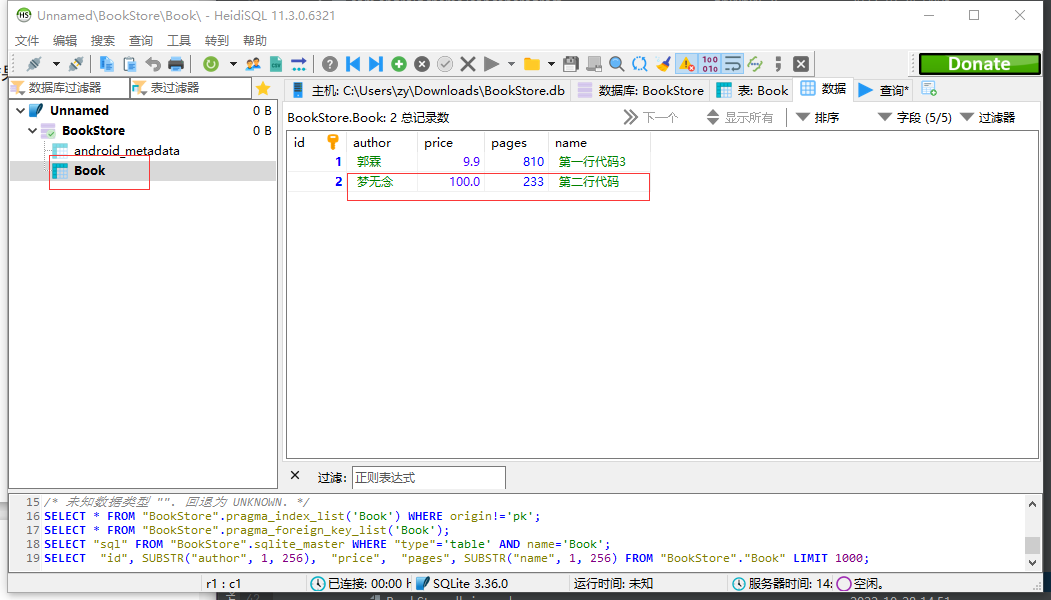 Unnamed\BookStore\Book\ - HeidiSQL 11.3.0.6321
文件 编辑 搜索 查询 工具 转到 帮助
Donate
数据库过滤器 表过滤器
主机: C:\Users\zy\Downloads\BookStore.db 数据库: BookStore 表: Book 数据 查询*
Unnamed 0 B
BookStore 0 B
android_metadata
Book
BookStore.Book: 2 总记录数 下一个 显示所有 排序 字段 (5/5) 过滤器
id author price pages name
1 郭霖 9.9 810 第一行代码3
2 梦无念 100.0 233 第二行代码
过滤: 正则表达式
15 /* 未知数据类型 "". 回退为 UNKNOWN. */
16 SELECT * FROM "BookStore".pragma_index_list('Book') WHERE origin!='pk';
17 SELECT * FROM "BookStore".pragma_foreign_key_list('Book');
18 SELECT "sql" FROM "BookStore".sqlite_master WHERE "type"='table' AND name='Book';
19 SELECT  "id", SUBSTR("author", 1, 256),  "price",  "pages", SUBSTR("name", 1, 256) FROM "BookStore"."Book" LIMIT 1000;
r1 : c1 已连接: 00:00 SQLite 3.36.0 运行时间: 未知 服务器时间: 14: 空闲。